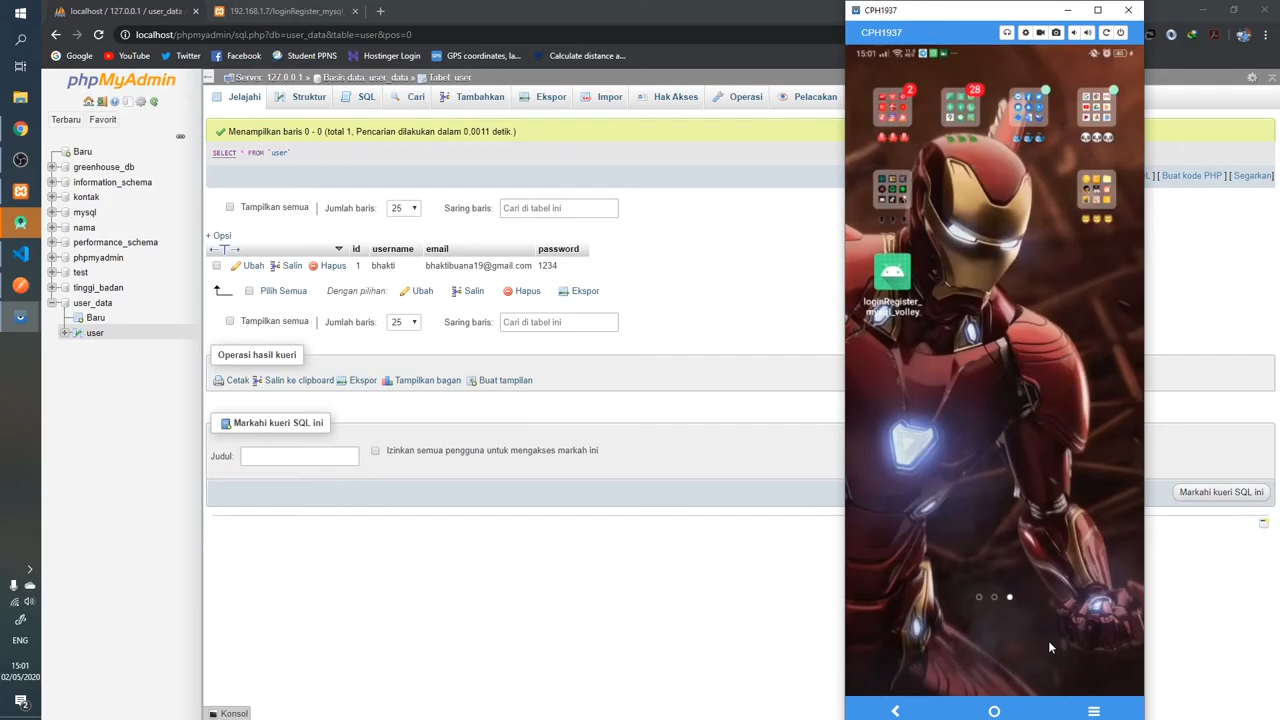 localhost / 127.0.0.1 / user_data
192.168.1.7/loginRegister_mysql/
localhost/phpmyadmin/sql.php?db=user_data&table=user&pos=0
Google
YouTube
Twitter
Facebook
Student PPNS
Hostinger Login
GPS coordinates, la...
Calculate distance a...
phpMyAdmin
Terbaru
Favorit
Baru
greenhouse_db
information_schema
kontak
mysql
nama
performance_schema
phpmyadmin
test
tinggi_badan
user_data
Baru
user
Server: 127.0.0.1 » Basis data: user_data » Tabel: user
Jelajahi
Struktur
SQL
Cari
Tambahkan
Ekspor
Impor
Hak Akses
Operasi
Pelacakan
Menampilkan baris 0 - 0 (total 1, Pencarian dilakukan dalam 0,0011 detik.)
SELECT * FROM `user`
] [ Buat kode PHP ] [ Segarkan]
Tampilkan semua
Jumlah baris:
25
Saring baris:
Cari di tabel ini
+ Opsi
id username email password
Ubah Salin Hapus 1 bhakti bhaktibuana19@gmail.com 1234
Pilih Semua Dengan pilihan: Ubah Salin Hapus Ekspor
Tampilkan semua
Jumlah baris:
25
Saring baris:
Cari di tabel ini
Operasi hasil kueri
Cetak Salin ke clipboard Ekspor Tampilkan bagan Buat tampilan
Markahi kueri SQL ini
Judul:
Izinkan semua pengguna untuk mengakses markah ini
Markahi kueri SQL ini
Konsol
ENG
15:01
02/05/2020
2
CPH1937
CPH1937
15:01
2
28
loginRegister_
mysql_volley